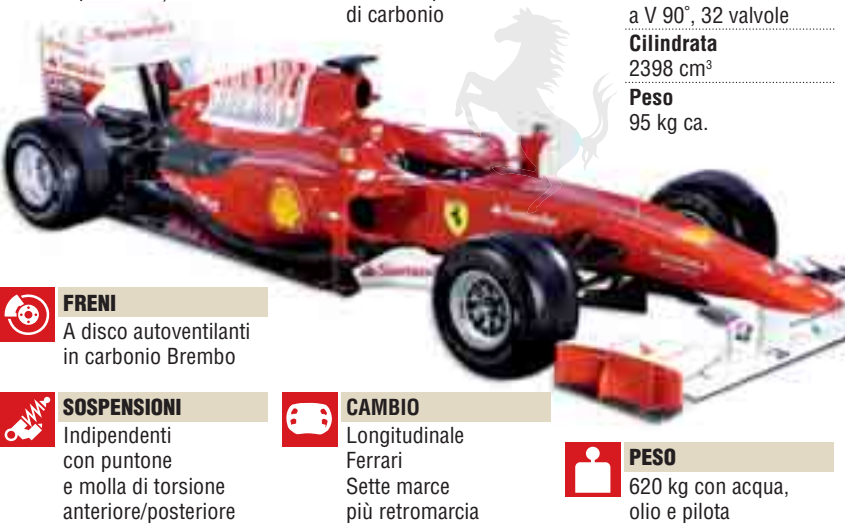 di carbonio
a V 90°, 32 valvole
Cilindrata
2398 cm³
Peso
95 kg ca.
Santander
FRENI
A disco autoventilanti
in carbonio Brembo
SOSPENSIONI
Indipendenti
con puntone
e molla di torsione
anteriore/posteriore
CAMBIO
Longitudinale
Ferrari
Sette marce
più retromarcia
PESO
620 kg con acqua,
olio e pilota